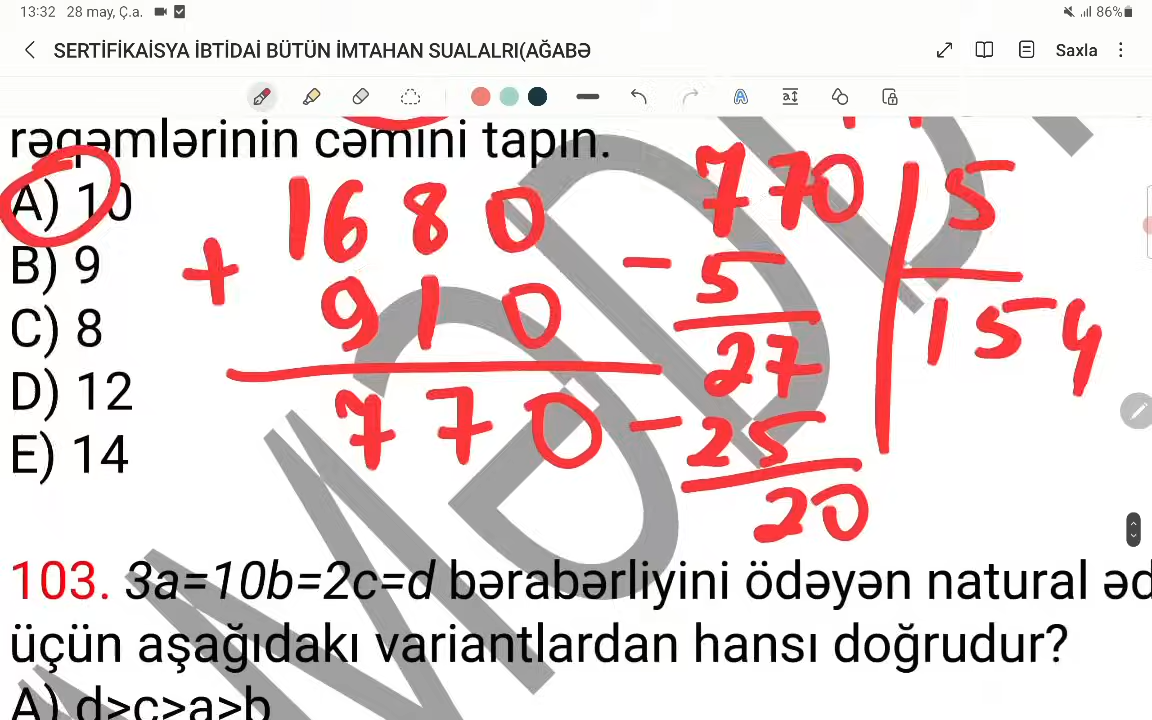 13:32 28 may, Ç.a. 86%
SERTİFİKAİSYA İBTİDAİ BÜTÜN İMTAHAN SUALALRI(AĞABƏ Saxla
rəqəmlərinin cəmini tapın.
A) 10
B) 9
C) 8
D) 12
E) 14
1680
+ 910
770
770 5
- 5 154
27
- 25
20
103. 3a=10b=2c=d bərabərliyini ödəyən natural əd
üçün aşağıdakı variantlardan hansı doğrudur?
A) d>c>a>b